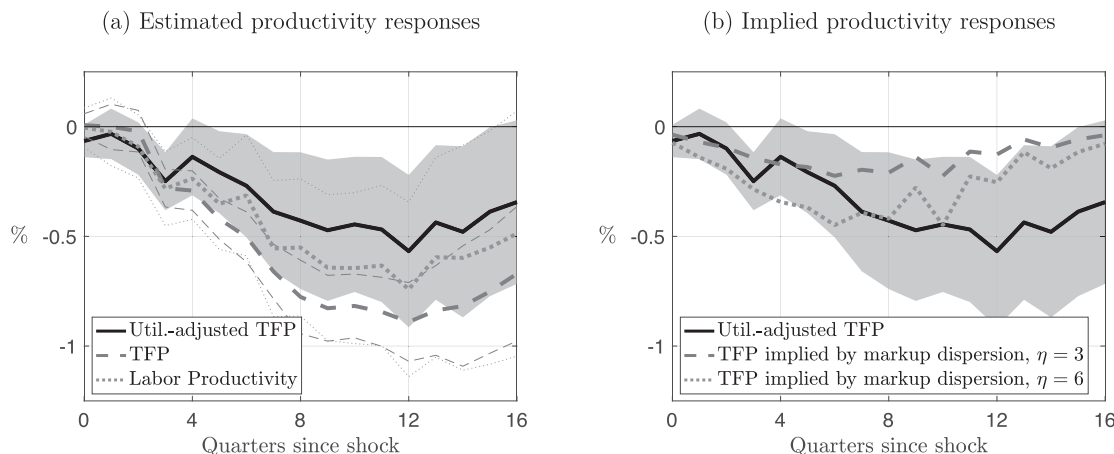 (a) Estimated productivity responses
0
-0.5
-1
%
Util.-adjusted TFP
TFP
Labor Productivity
0 4 8 12 16
Quarters since shock
(b) Implied productivity responses
0
-0.5
-1
%
Util.-adjusted TFP
TFP implied by markup dispersion, η = 3
TFP implied by markup dispersion, η = 6
0 4 8 12 16
Quarters since shock